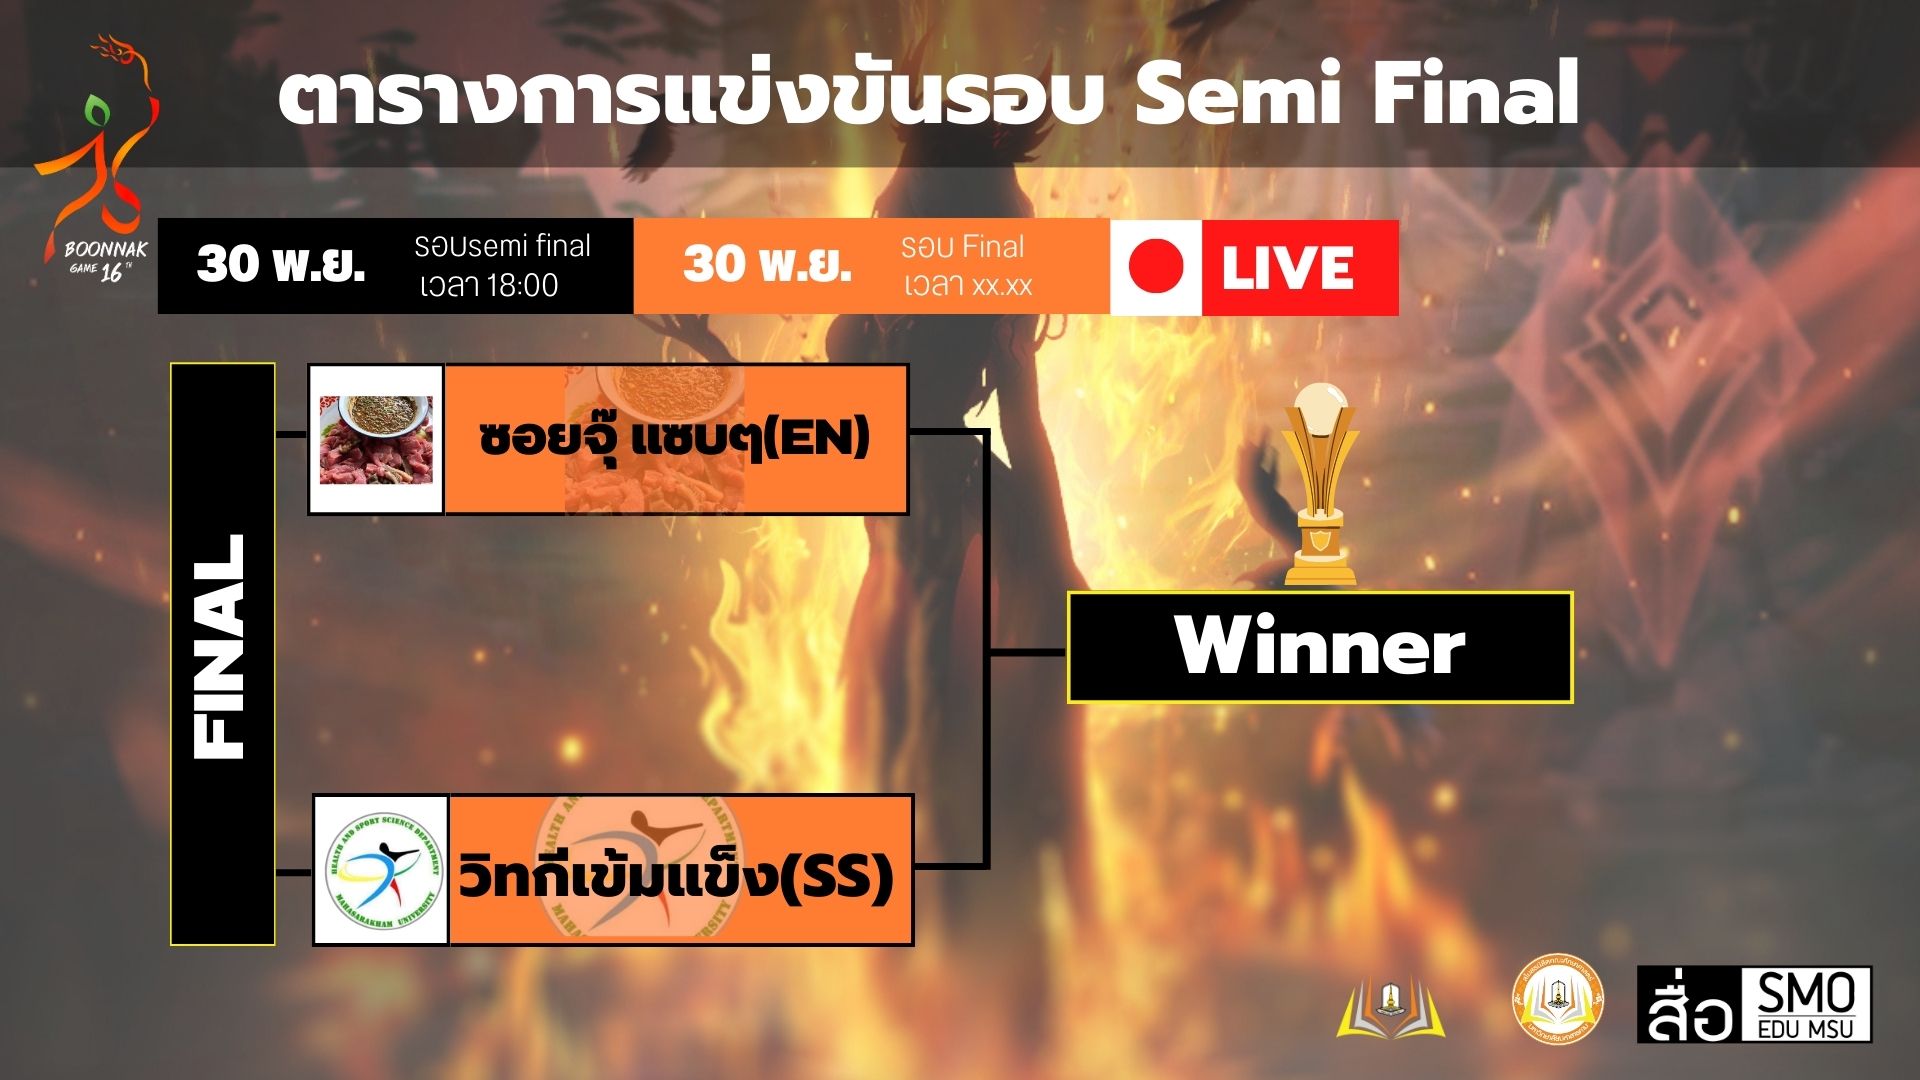 ตารางการแข่งขันรอบ Semi Final
BOONNAK
GAME 16TH
30 พ.ย.
รอบsemi final
เวลา 18:00
30 พ.ย.
รอบ Final
เวลา xx.xx
LIVE
FINAL
ซอยจุ๊ แซบๆ(EN)
Winner
HEALTH AND SPORT SCIENCE DEPARTMENT
MAHASARAKHAM UNIVERSITY
วิทกีเข้มแข็ง(SS)
สื่อ
SMO
EDU MSU